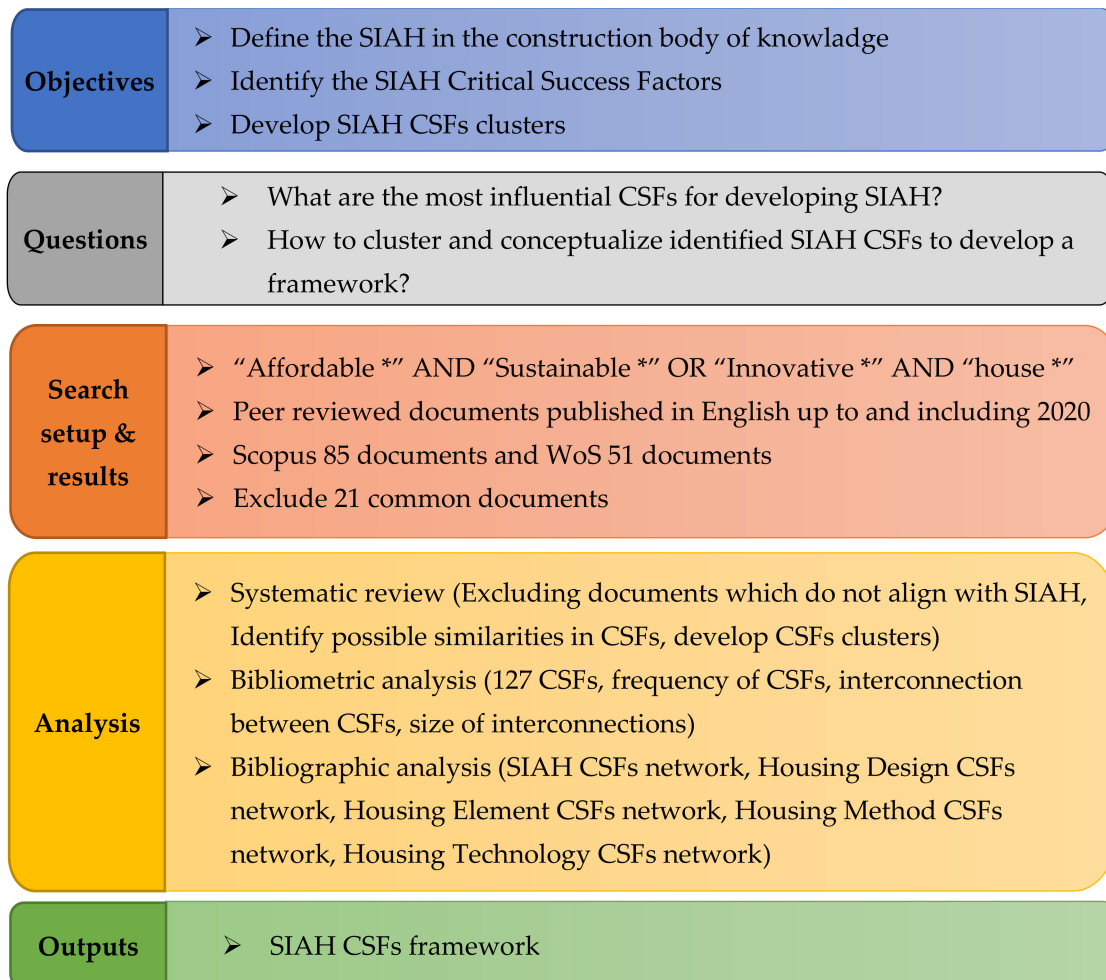 Objectives
➢ Define the SIAH in the construction body of knowladge
➢ Identify the SIAH Critical Success Factors
➢ Develop SIAH CSFs clusters
Questions
➢ What are the most influential CSFs for developing SIAH?
➢ How to cluster and conceptualize identified SIAH CSFs to develop a
framework?
Search
setup &
results
➢ “Affordable *” AND “Sustainable *” OR “Innovative *” AND “house *”
➢ Peer reviewed documents published in English up to and including 2020
➢ Scopus 85 documents and WoS 51 documents
➢ Exclude 21 common documents
Analysis
➢ Systematic review (Excluding documents which do not align with SIAH,
Identify possible similarities in CSFs, develop CSFs clusters)
➢ Bibliometric analysis (127 CSFs, frequency of CSFs, interconnection
between CSFs, size of interconnections)
➢ Bibliographic analysis (SIAH CSFs network, Housing Design CSFs
network, Housing Element CSFs network, Housing Method CSFs
network, Housing Technology CSFs network)
Outputs
➢ SIAH CSFs framework